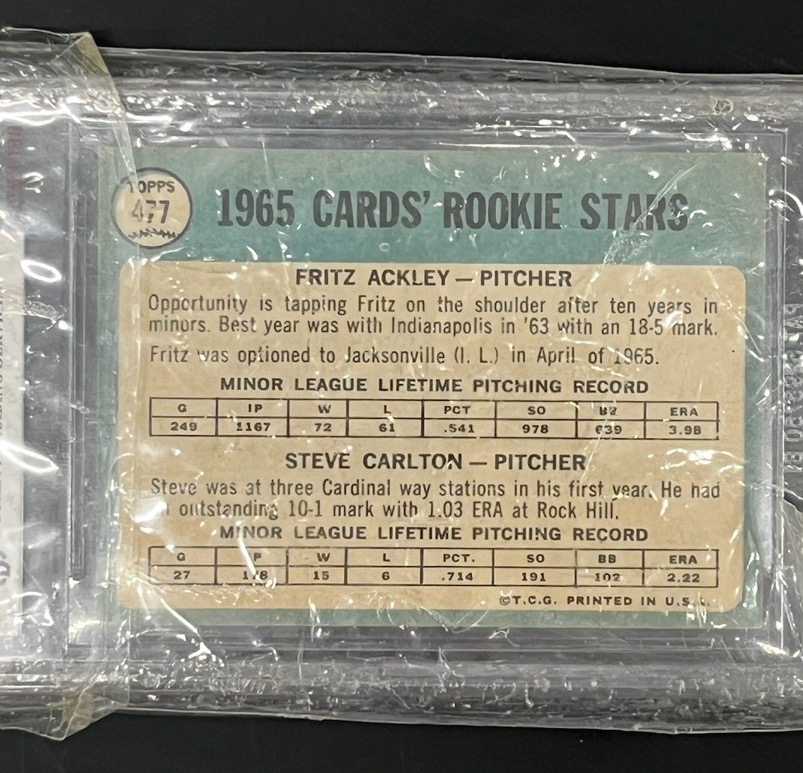 TOPPS
477
1965 CARDS' ROOKIE STARS
FRITZ ACKLEY — PITCHER
Opportunity is tapping Fritz on the shoulder after ten years in
minors. Best year was with Indianapolis in '63 with an 18-5 mark.
Fritz was optioned to Jacksonville (I. L.) in April of 1965.
MINOR LEAGUE LIFETIME PITCHING RECORD
G IP W L PCT SO BB ERA
249 1167 72 61 .541 978 639 3.98
STEVE CARLTON — PITCHER
Steve was at three Cardinal way stations in his first year. He had
outstanding 10-1 mark with 1.03 ERA at Rock Hill.
MINOR LEAGUE LIFETIME PITCHING RECORD
G IP W L PCT. SO BB ERA
27 178 15 6 .714 191 102 2.22
©T.C.G. PRINTED IN U.S.A.